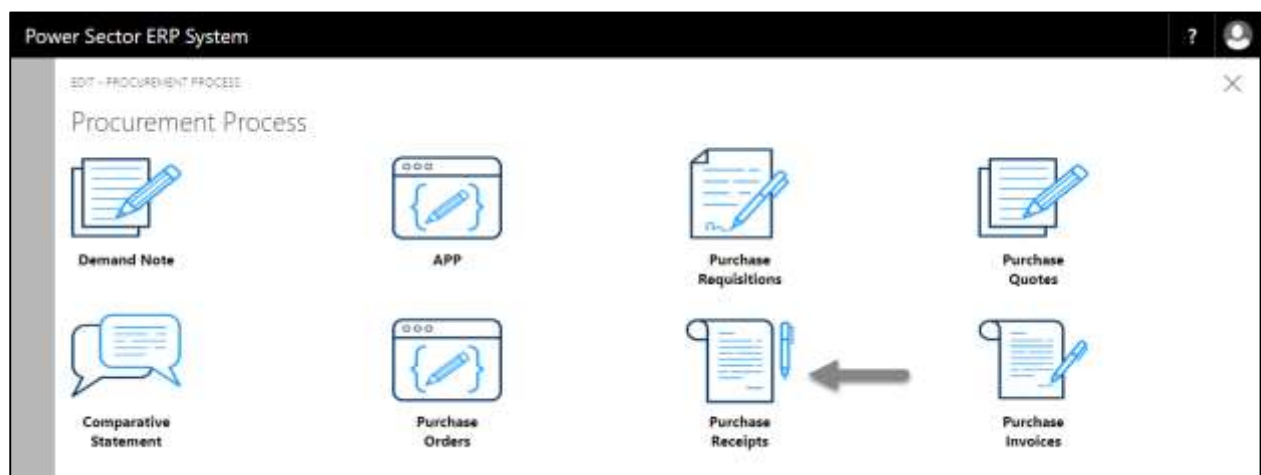 Power Sector ERP System
?
EDIT - PROCUREMENT PROCESS
Procurement Process
Demand Note
APP
Purchase
Requisitions
Purchase
Quotes
Comparative
Statement
Purchase
Orders
Purchase
Receipts
Purchase
Invoices